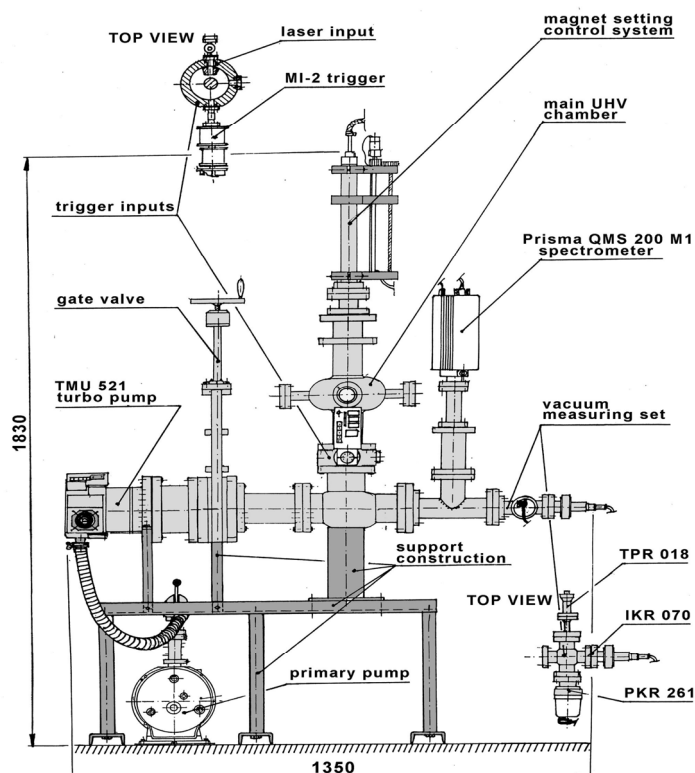 TOP VIEW
laser input
MI-2 trigger
magnet setting
control system
main UHV
chamber
trigger inputs
Prisma QMS 200 M1
spectrometer
gate valve
TMU 521
turbo pump
vacuum
measuring set
1830
support
construction
TPR 018
TOP VIEW
IKR 070
primary pump
PKR 261
1350